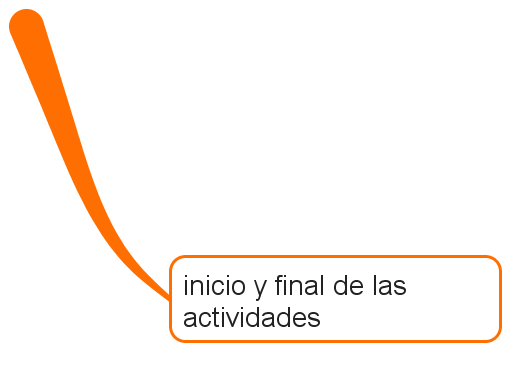 inicio y final de las
actividades